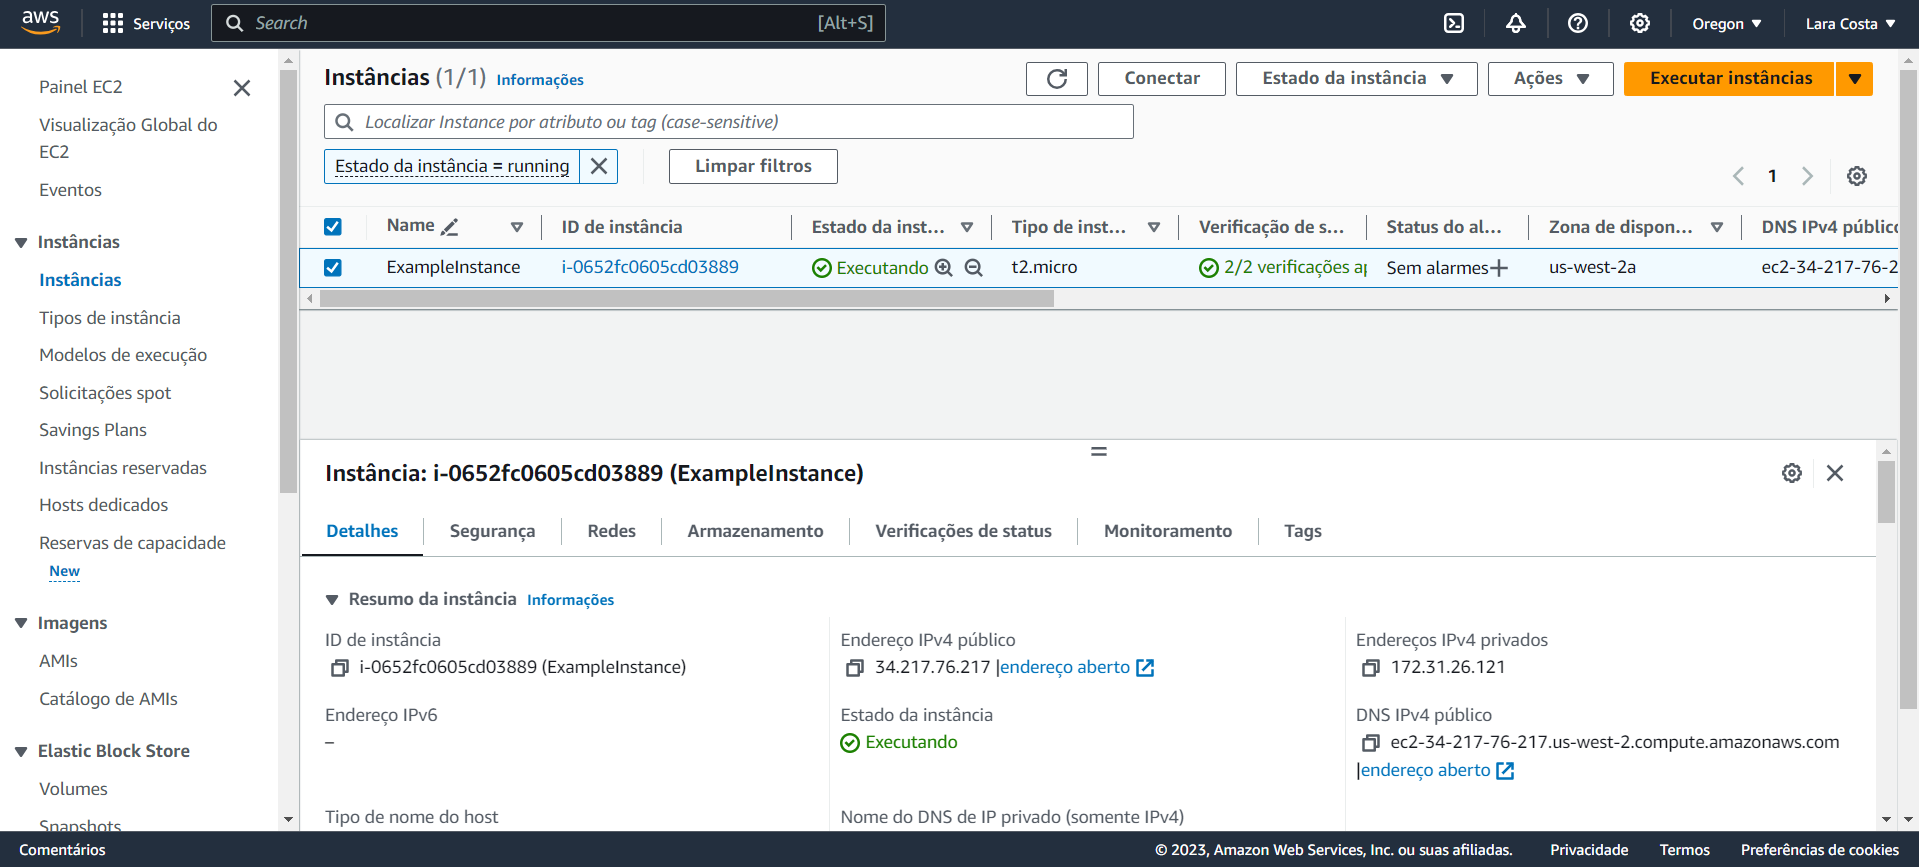 aws
Serviços
Search
[Alt+S]
Oregon
Lara Costa
Painel EC2
Visualização Global do
EC2
Eventos
Instâncias
Instâncias
Tipos de instância
Modelos de execução
Solicitações spot
Savings Plans
Instâncias reservadas
Hosts dedicados
Reservas de capacidade
New
Imagens
AMIs
Catálogo de AMIs
Elastic Block Store
Volumes
Snapshots
Instâncias (1/1) Informações
Conectar
Estado da instância
Ações
Executar instâncias
Localizar Instance por atributo ou tag (case-sensitive)
Estado da instância = running
Limpar filtros
1
Name
ID de instância
Estado da inst...
Tipo de inst...
Verificação de s...
Status do al...
Zona de dispon...
DNS IPv4 público
ExampleInstance
i-0652fc0605cd03889
Executando
t2.micro
2/2 verificações ap
Sem alarmes
us-west-2a
ec2-34-217-76-2
Instância: i-0652fc0605cd03889 (ExampleInstance)
Detalhes
Segurança
Redes
Armazenamento
Verificações de status
Monitoramento
Tags
Resumo da instância Informações
ID de instância
i-0652fc0605cd03889 (ExampleInstance)
Endereço IPv4 público
34.217.76.217 |endereço aberto
Endereços IPv4 privados
172.31.26.121
Endereço IPv6
–
Estado da instância
Executando
DNS IPv4 público
ec2-34-217-76-217.us-west-2.compute.amazonaws.com
|endereço aberto
Tipo de nome do host
Nome do DNS de IP privado (somente IPv4)
Comentários
© 2023, Amazon Web Services, Inc. ou suas afiliadas.
Privacidade
Termos
Preferências de cookies